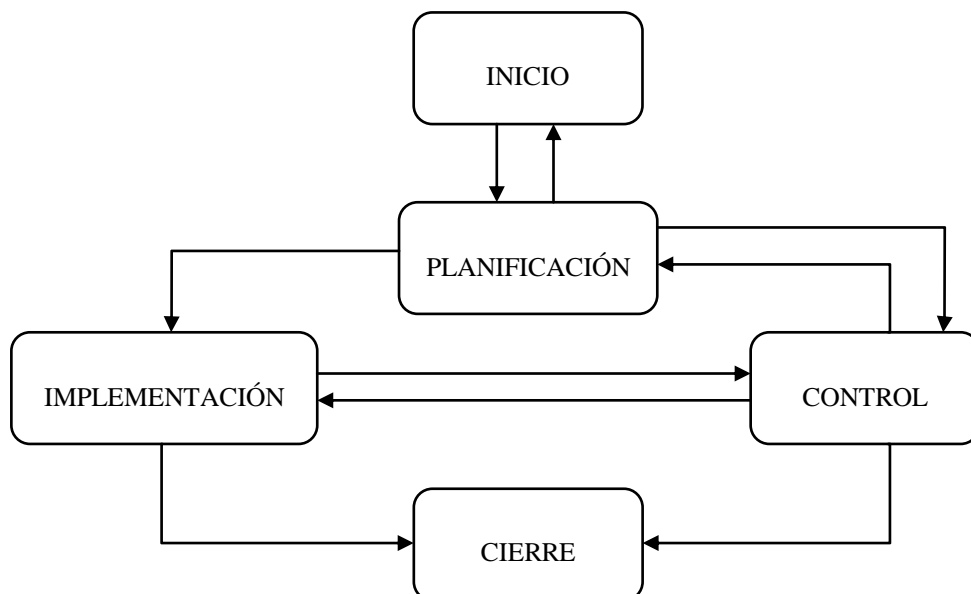 INICIO
PLANIFICACIÓN
IMPLEMENTACIÓN
CONTROL
CIERRE